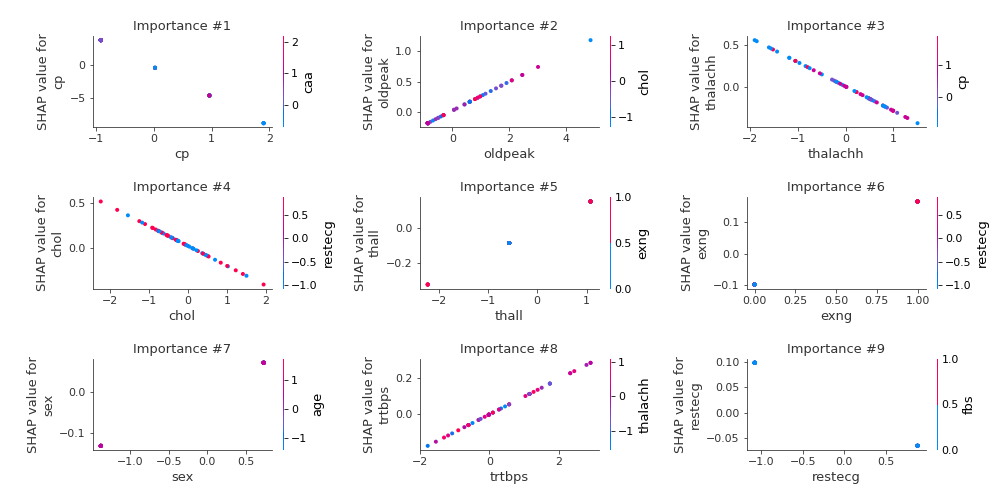 Importance #1
SHAP value for
cp
0
−5
−1
0
1
2
cp
2
1
0
caa
Importance #2
SHAP value for
oldpeak
1.0
0.5
0.0
0
2
4
oldpeak
1
0
−1
chol
Importance #3
SHAP value for
thalachh
0.5
0.0
−2
−1
0
1
thalachh
1
0
cp
Importance #4
SHAP value for
chol
0.5
0.0
−2
−1
0
1
2
chol
0.5
0.0
−0.5
−1.0
restecg
Importance #5
SHAP value for
thall
0.0
−0.2
−2
−1
0
1
thall
1.0
0.5
0.0
exng
Importance #6
SHAP value for
exng
0.1
0.0
−0.1
0.00
0.25
0.50
0.75
1.00
exng
0.5
0.0
−0.5
−1.0
restecg
Importance #7
SHAP value for
sex
0.0
−0.1
−1.0
−0.5
0.0
0.5
sex
1
0
−1
age
Importance #8
SHAP value for
trtbps
0.2
0.0
−2
0
2
trtbps
1
0
−1
thalachh
Importance #9
SHAP value for
restecg
0.10
0.05
0.00
−0.05
−1.0
−0.5
0.0
0.5
restecg
1.0
0.5
0.0
fbs